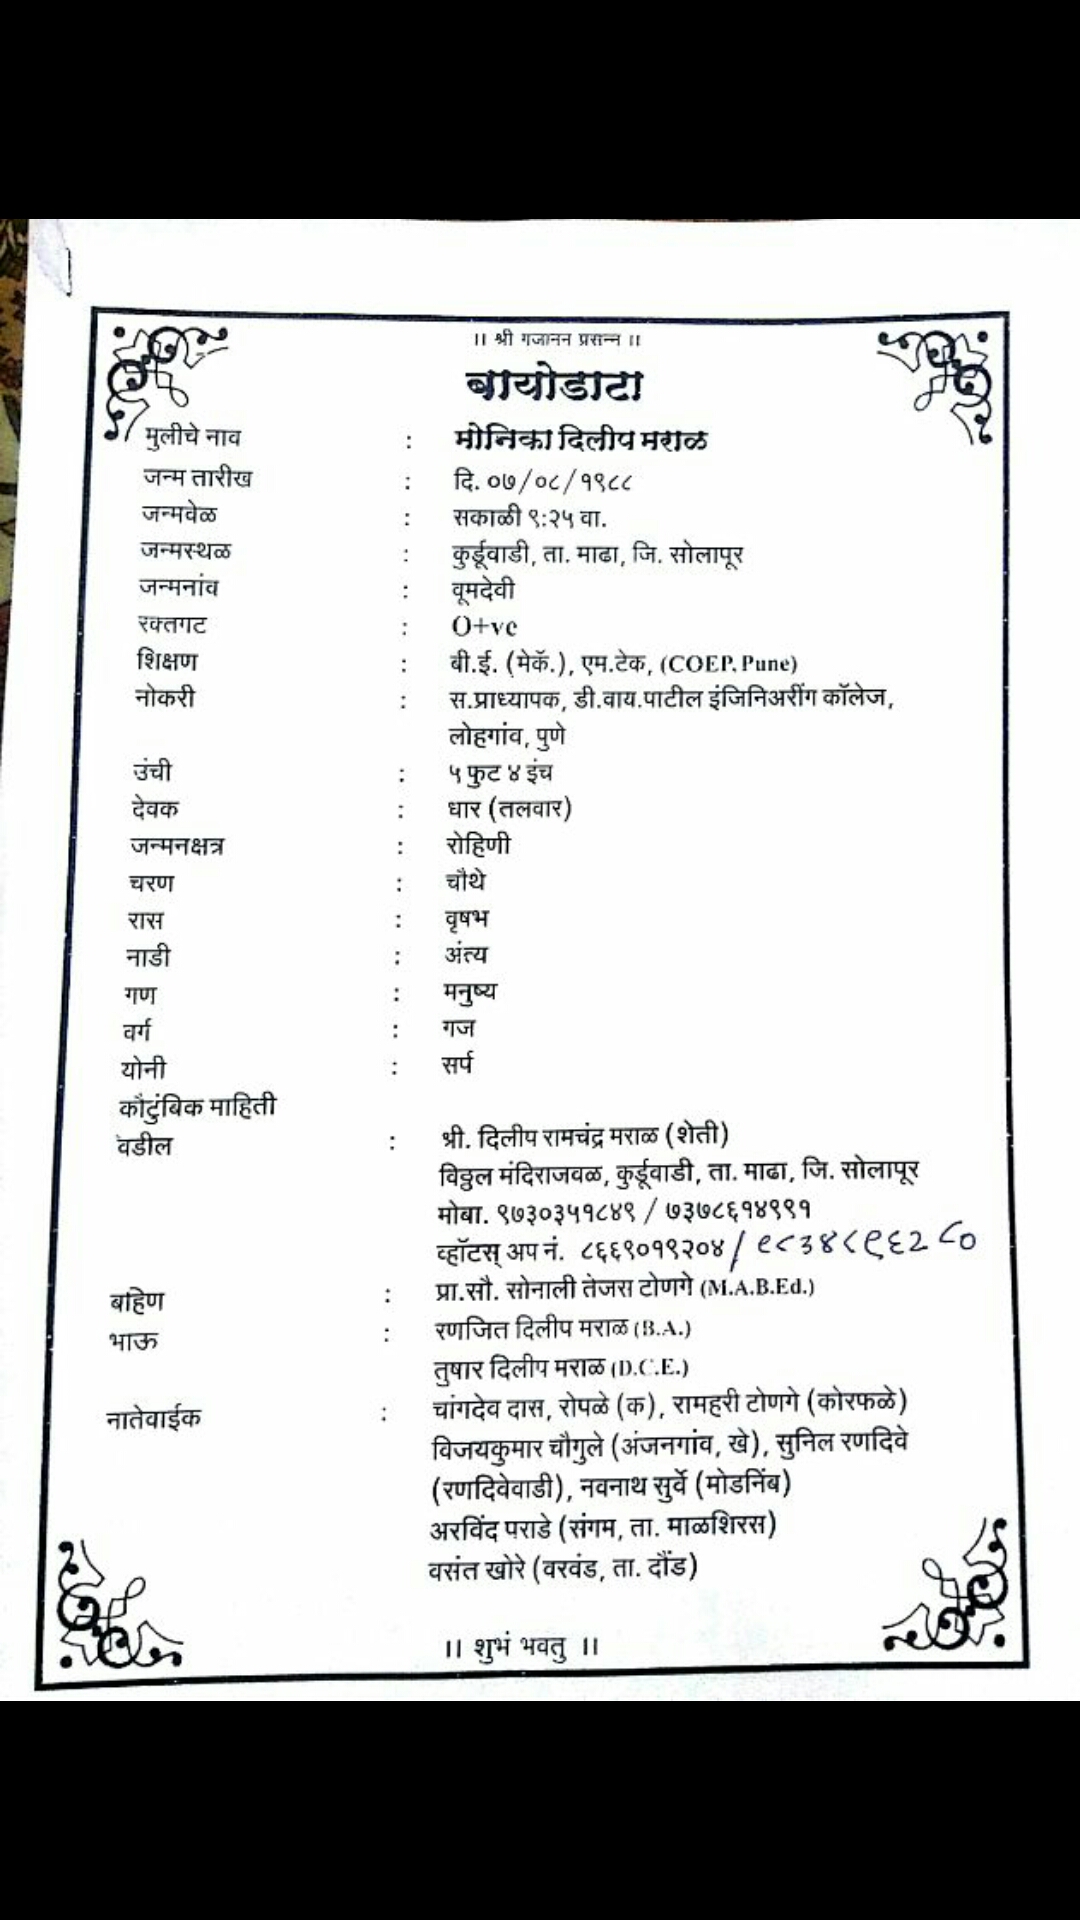 ।। श्री गजानन प्रसन्न ।।
बायोडाटा
मुलीचे नाव : मोनिका दिलीप मराळ
जन्म तारीख : दि. ०७/०८/१९८८
जन्मवेळ : सकाळी ९:२५ वा.
जन्मस्थळ : कुर्डूवाडी, ता. माढा, जि. सोलापूर
जन्मनांव : वूमदेवी
रक्तगट : O+ve
शिक्षण : बी.ई. (मेकॅ.), एम.टेक, (COEP, Pune)
नोकरी : स.प्राध्यापक, डी.वाय.पाटील इंजिनिअरींग कॉलेज,
लोहगांव, पुणे
उंची : ५ फुट ४ इंच
देवक : धार (तलवार)
जन्मनक्षत्र : रोहिणी
चरण : चौथे
रास : वृषभ
नाडी : अंत्य
गण : मनुष्य
वर्ग : गज
योनी : सर्प
कौटुंबिक माहिती
वडील : श्री. दिलीप रामचंद्र मराळ (शेती)
विठ्ठल मंदिराजवळ, कुर्डूवाडी, ता. माढा, जि. सोलापूर
मोबा. ९७३०३५१८४९ / ७३७८६१४९९१
व्हॉटस् अप नं. ८६६९०१९२०४ / ९८३४८९६२८०
बहिण : प्रा.सौ. सोनाली तेजस टोणगे (M.A.B.Ed.)
भाऊ : रणजित दिलीप मराळ (B.A.)
तुषार दिलीप मराळ (D.C.E.)
नातेवाईक : चांगदेव दास, रोपळे (क), रामहरी टोणगे (कोरफळे)
विजयकुमार चौगुले (अंजनगांव, खे), सुनिल रणदिवे
(रणदिवेवाडी), नवनाथ सुर्वे (मोडनिंब)
अरविंद पराडे (संगम, ता. माळशिरस)
वसंत खोरे (वरवंड, ता. दौंड)
।। शुभं भवतु ।।